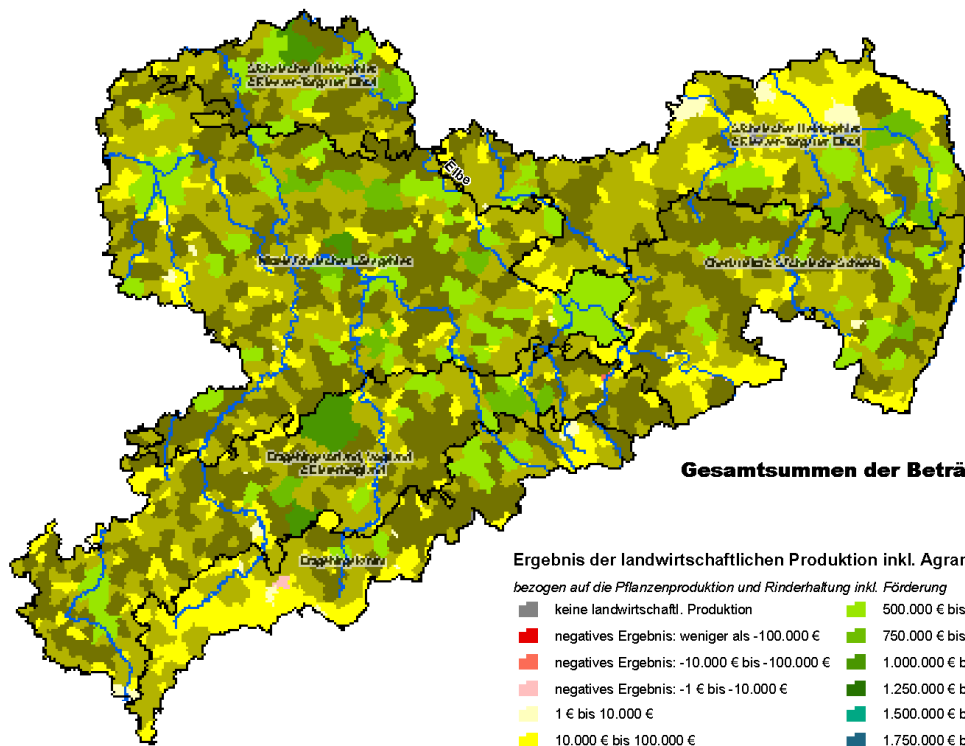 Elbe
Gesamtsummen der Beträ
Ergebnis der landwirtschaftlichen Produktion inkl. Agrar
bezogen auf die Pflanzenproduktion und Rinderhaltung inkl. Förderung
keine landwirtschaftl. Produktion
negatives Ergebnis: weniger als -100.000 €
negatives Ergebnis: -10.000 € bis -100.000 €
negatives Ergebnis: -1 € bis -10.000 €
1 € bis 10.000 €
10.000 € bis 100.000 €
500.000 € bis
750.000 € bis
1.000.000 € b
1.250.000 € b
1.500.000 € b
1.750.000 € b